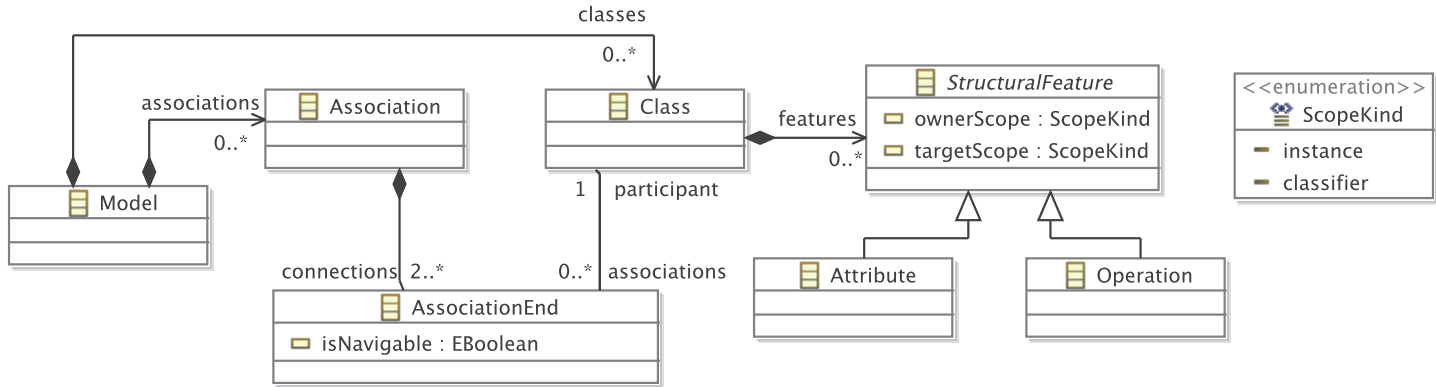 classes
0..*
associations
0..*
Association
Class
features
0..*
StructuralFeature
ownerScope : ScopeKind
targetScope : ScopeKind
<<enumeration>>
ScopeKind
instance
classifier
Model
1
participant
connections
2..*
0..*
associations
AssociationEnd
isNavigable : EBoolean
Attribute
Operation